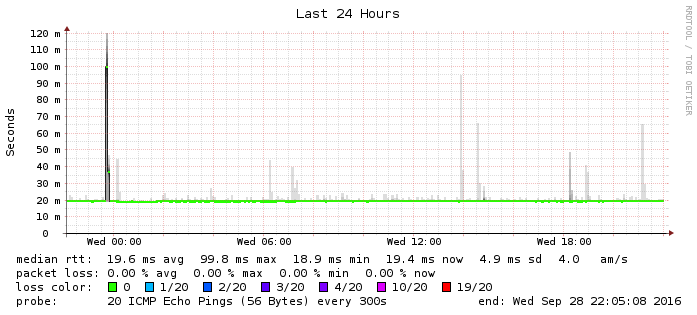 Last 24 Hours
RRDTOOL / TOBI OETIKER
Seconds
120 m
110 m
100 m
90 m
80 m
70 m
60 m
50 m
40 m
30 m
20 m
10 m
0
Wed 00:00 Wed 06:00 Wed 12:00 Wed 18:00
median rtt: 19.6 ms avg 99.8 ms max 18.9 ms min 19.4 ms now 4.9 ms sd 4.0 am/s
packet loss: 0.00 % avg 0.00 % max 0.00 % min 0.00 % now
loss color: 0 1/20 2/20 3/20 4/20 10/20 19/20
probe: 20 ICMP Echo Pings (56 Bytes) every 300s end: Wed Sep 28 22:05:08 2016